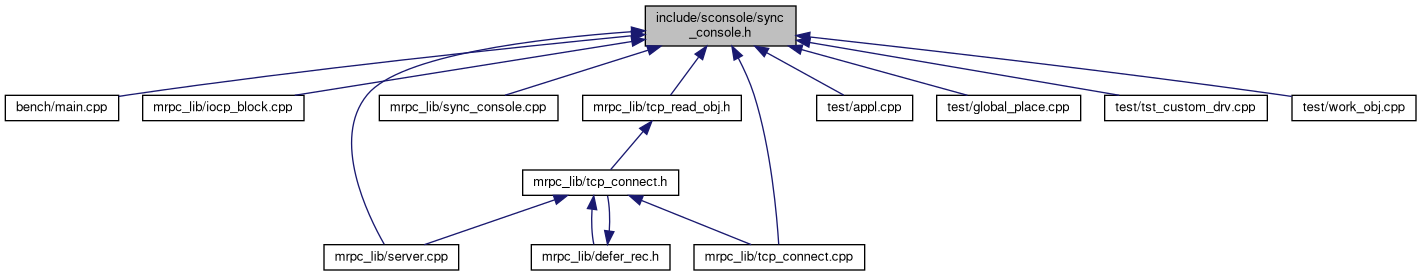 include/sconsole/sync
_console.h
bench/main.cpp
mrpc_lib/iocp_block.cpp
mrpc_lib/sync_console.cpp
mrpc_lib/tcp_read_obj.h
test/appl.cpp
test/global_place.cpp
test/tst_custom_drv.cpp
test/work_obj.cpp
mrpc_lib/tcp_connect.h
mrpc_lib/server.cpp
mrpc_lib/defer_rec.h
mrpc_lib/tcp_connect.cpp